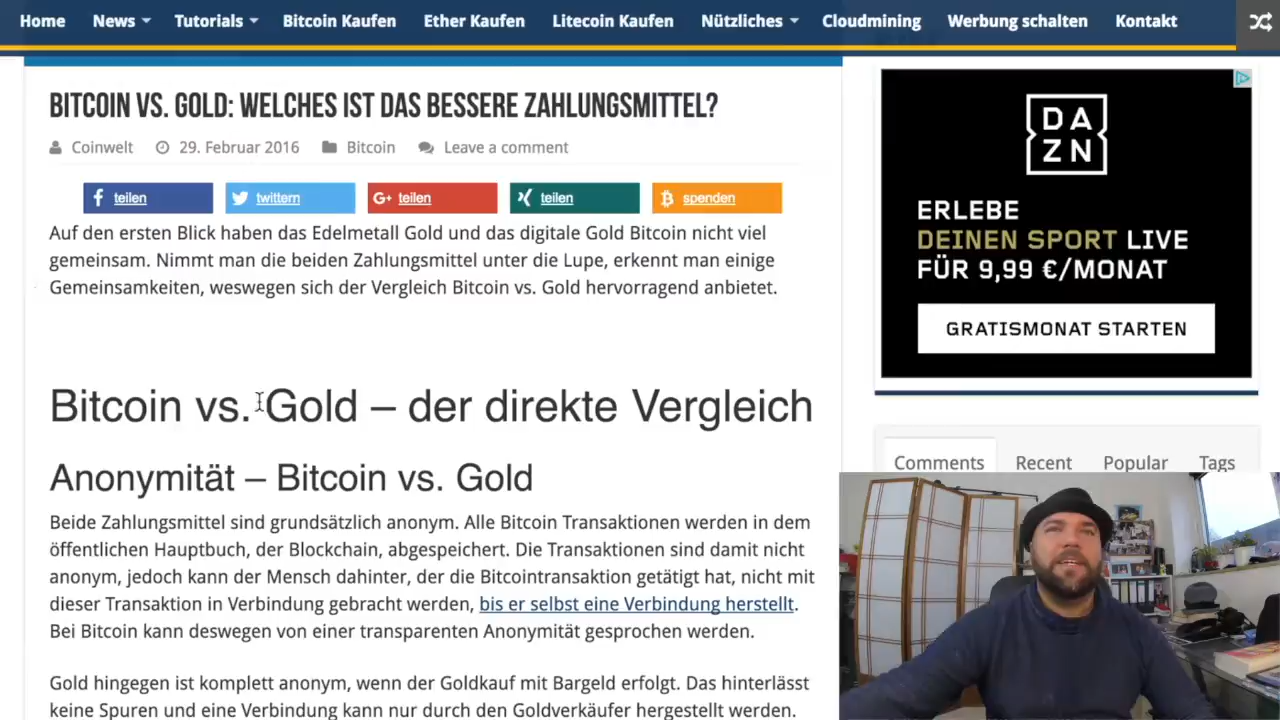 Home News Tutorials Bitcoin Kaufen Ether Kaufen Litecoin Kaufen Nützliches Cloudmining Werbung schalten Kontakt
BITCOIN VS. GOLD: WELCHES IST DAS BESSERE ZAHLUNGSMITTEL?
Coinwelt 29. Februar 2016 Bitcoin Leave a comment
teilen twittern teilen teilen spenden
Auf den ersten Blick haben das Edelmetall Gold und das digitale Gold Bitcoin nicht viel
gemeinsam. Nimmt man die beiden Zahlungsmittel unter die Lupe, erkennt man einige
Gemeinsamkeiten, weswegen sich der Vergleich Bitcoin vs. Gold hervorragend anbietet.
Bitcoin vs. Gold – der direkte Vergleich
Anonymität – Bitcoin vs. Gold
Beide Zahlungsmittel sind grundsätzlich anonym. Alle Bitcoin Transaktionen werden in dem
öffentlichen Hauptbuch, der Blockchain, abgespeichert. Die Transaktionen sind damit nicht
anonym, jedoch kann der Mensch dahinter, der die Bitcointransaktion getätigt hat, nicht mit
dieser Transaktion in Verbindung gebracht werden, bis er selbst eine Verbindung herstellt.
Bei Bitcoin kann deswegen von einer transparenten Anonymität gesprochen werden.
Gold hingegen ist komplett anonym, wenn der Goldkauf mit Bargeld erfolgt. Das hinterlässt
keine Spuren und eine Verbindung kann nur durch den Goldverkäufer hergestellt werden.
DA
ZN
ERLEBE
DEINEN SPORT LIVE
FÜR 9,99 €/MONAT
GRATISMONAT STARTEN
Comments Recent Popular Tags